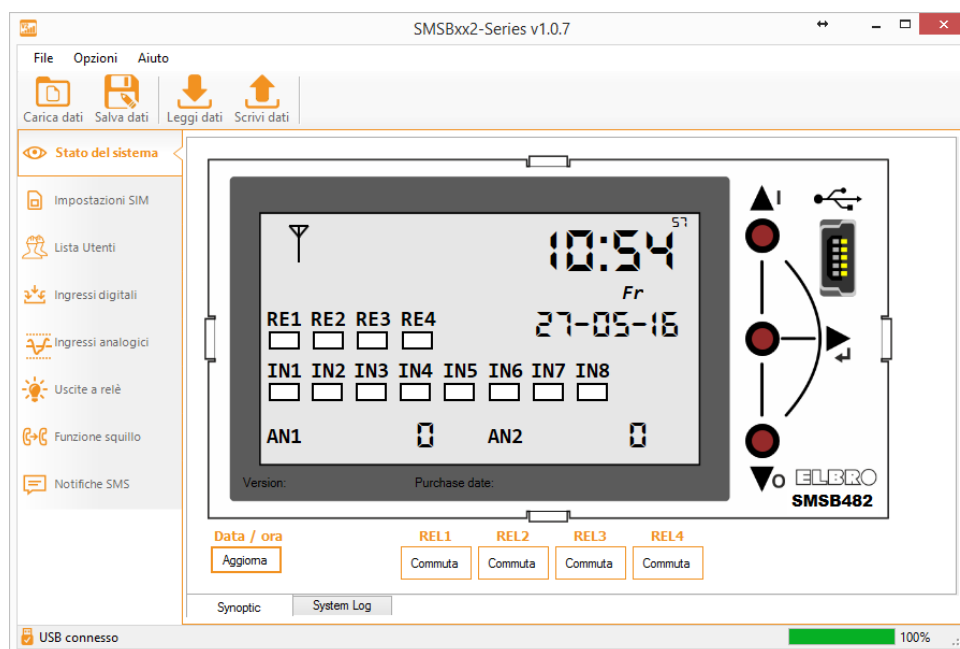 SMSBxx2-Series v1.0.7
File Opzioni Aiuto
Carica dati Salva dati Leggi dati Scrivi dati
Stato del sistema
Impostazioni SIM
Lista Utenti
Ingressi digitali
Ingressi analogici
Uscite a relè
Funzione squillo
Notifiche SMS
10:54 57
Fr
27-05-16
RE1 RE2 RE3 RE4
IN1 IN2 IN3 IN4 IN5 IN6 IN7 IN8
AN1 0 AN2 0
Version: Purchase date:
I
O
ELBRO
SMSB482
Data / ora REL1 REL2 REL3 REL4
Aggiorna Commuta Commuta Commuta Commuta
Synoptic System Log
USB connesso 100%